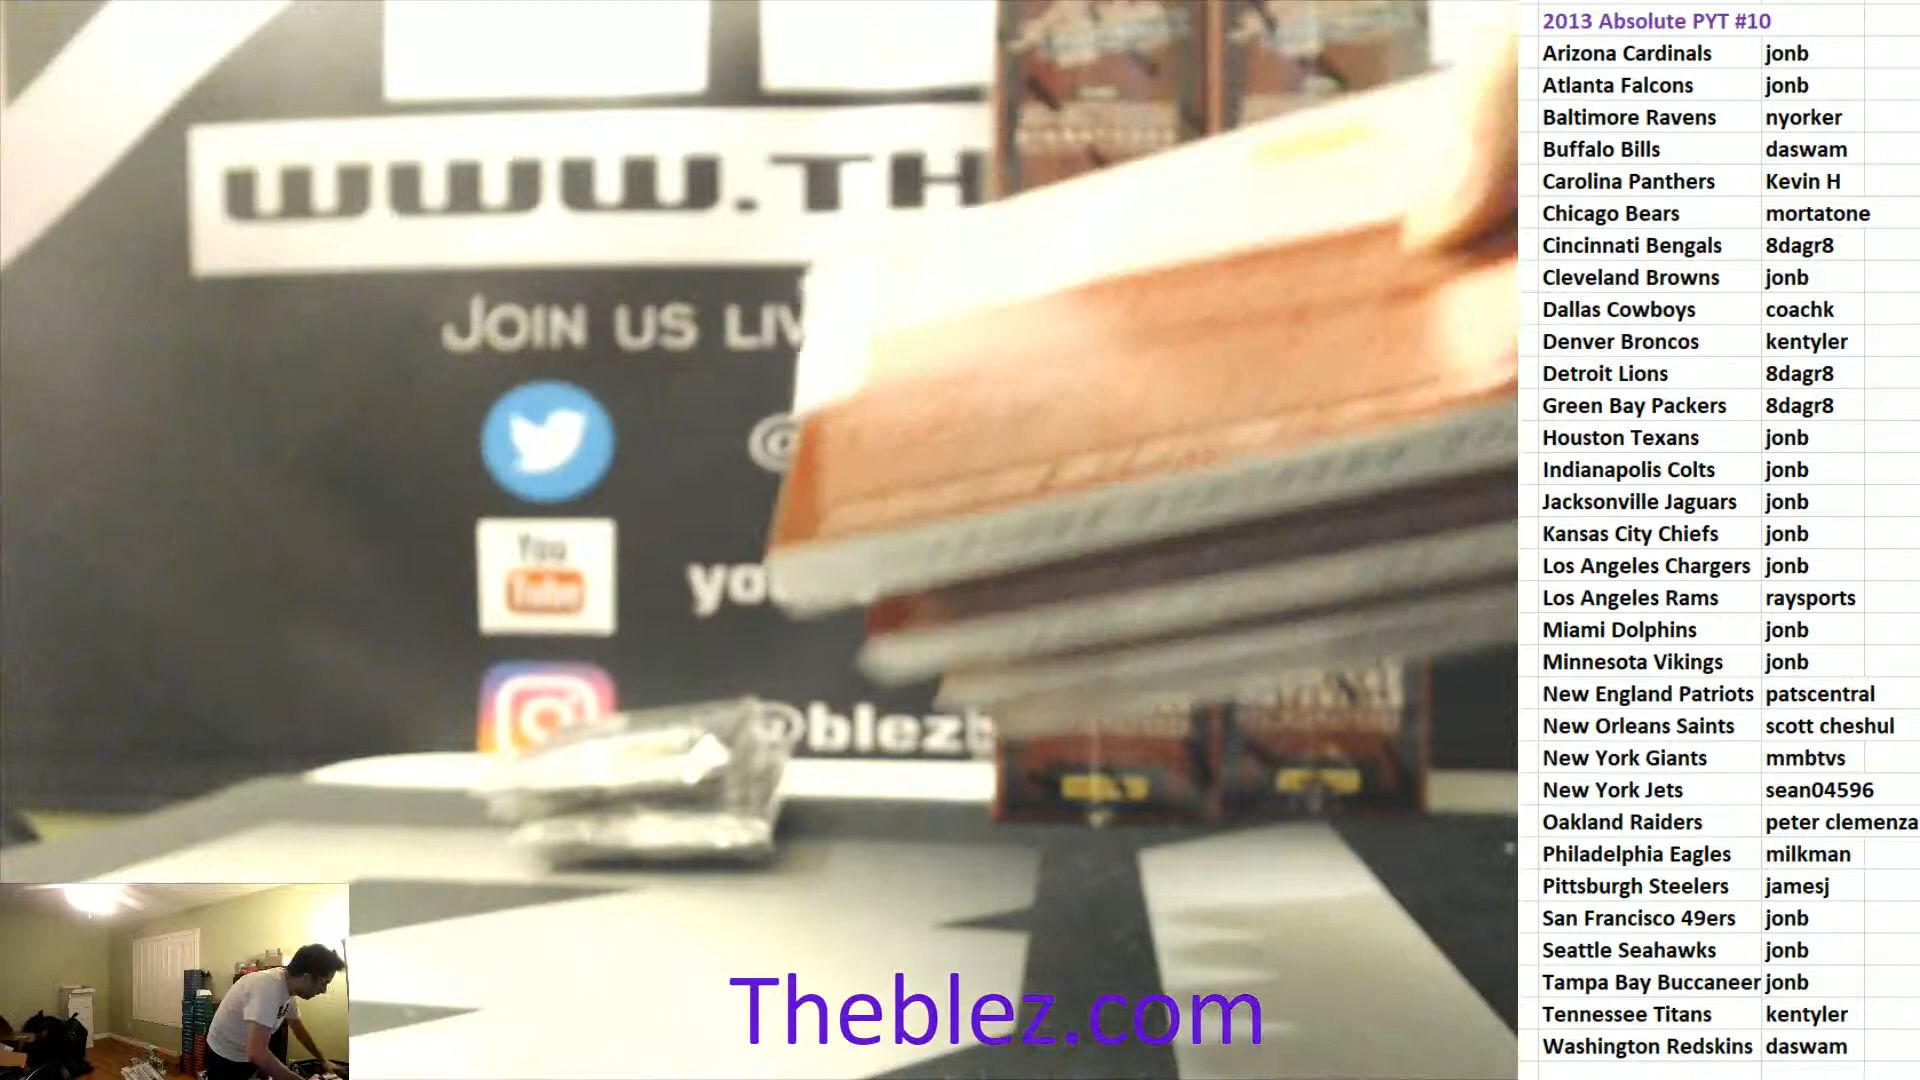 WWW.TH
JOIN US LIV
@
You
Tube
yo
@blezb
Theblez.com
2013 Absolute PYT #10
Arizona Cardinals jonb
Atlanta Falcons jonb
Baltimore Ravens nyorker
Buffalo Bills daswam
Carolina Panthers Kevin H
Chicago Bears mortatone
Cincinnati Bengals 8dagr8
Cleveland Browns jonb
Dallas Cowboys coachk
Denver Broncos kentyler
Detroit Lions 8dagr8
Green Bay Packers 8dagr8
Houston Texans jonb
Indianapolis Colts jonb
Jacksonville Jaguars jonb
Kansas City Chiefs jonb
Los Angeles Chargers jonb
Los Angeles Rams raysports
Miami Dolphins jonb
Minnesota Vikings jonb
New England Patriots patscentral
New Orleans Saints scott cheshul
New York Giants mmbtvs
New York Jets sean04596
Oakland Raiders peter clemenza
Philadelphia Eagles milkman
Pittsburgh Steelers jamesj
San Francisco 49ers jonb
Seattle Seahawks jonb
Tampa Bay Buccaneer jonb
Tennessee Titans kentyler
Washington Redskins daswam